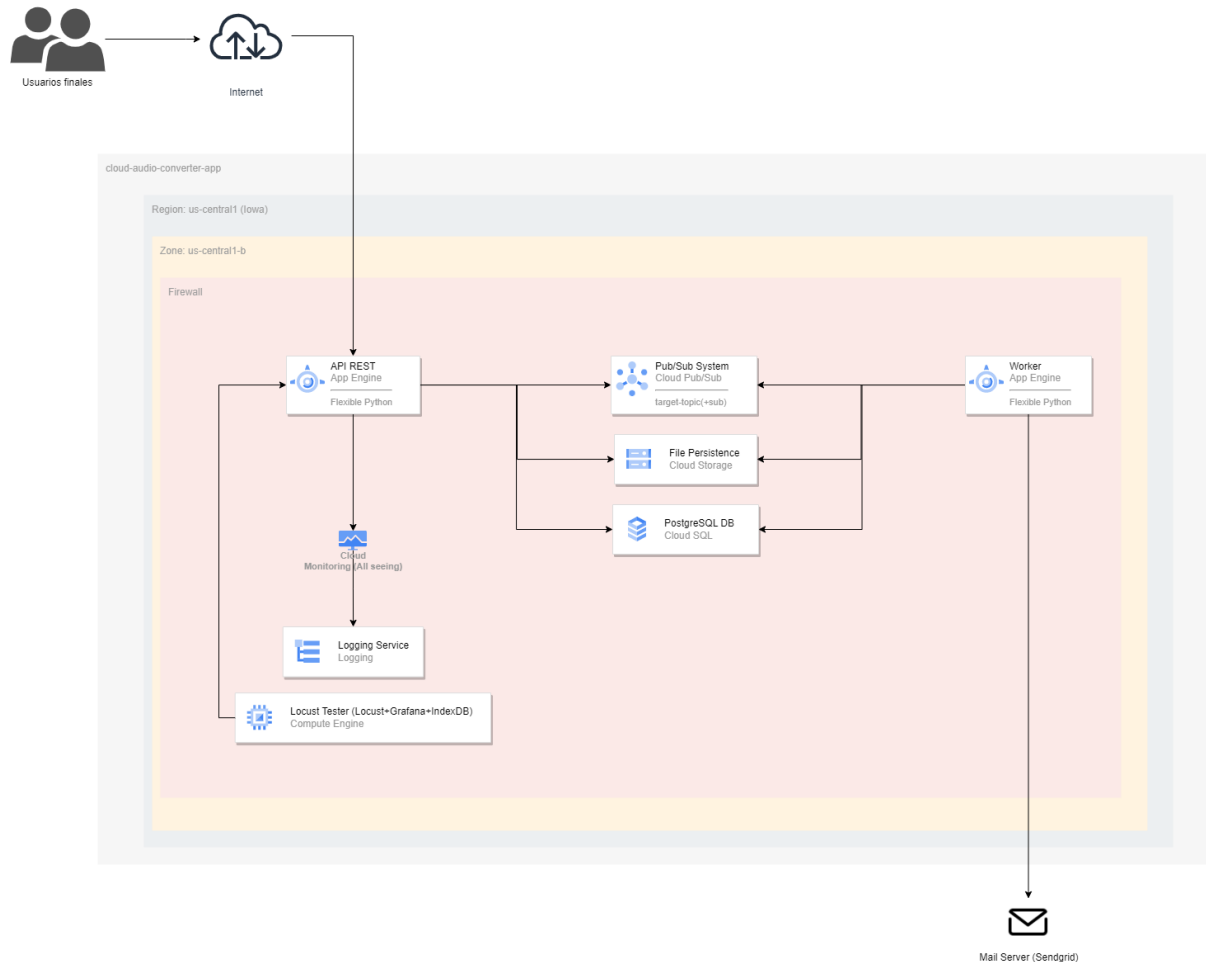 Usuarios finales
Internet
cloud-audio-converter-app
Region: us-central1 (Iowa)
Zone: us-central1-b
Firewall
API REST
App Engine
Flexible Python
Pub/Sub System
Cloud Pub/Sub
target-topic(+sub)
Worker
App Engine
Flexible Python
File Persistence
Cloud Storage
PostgreSQL DB
Cloud SQL
Cloud
Monitoring (All seeing)
Logging Service
Logging
Locust Tester (Locust+Grafana+IndexDB)
Compute Engine
Mail Server (Sendgrid)